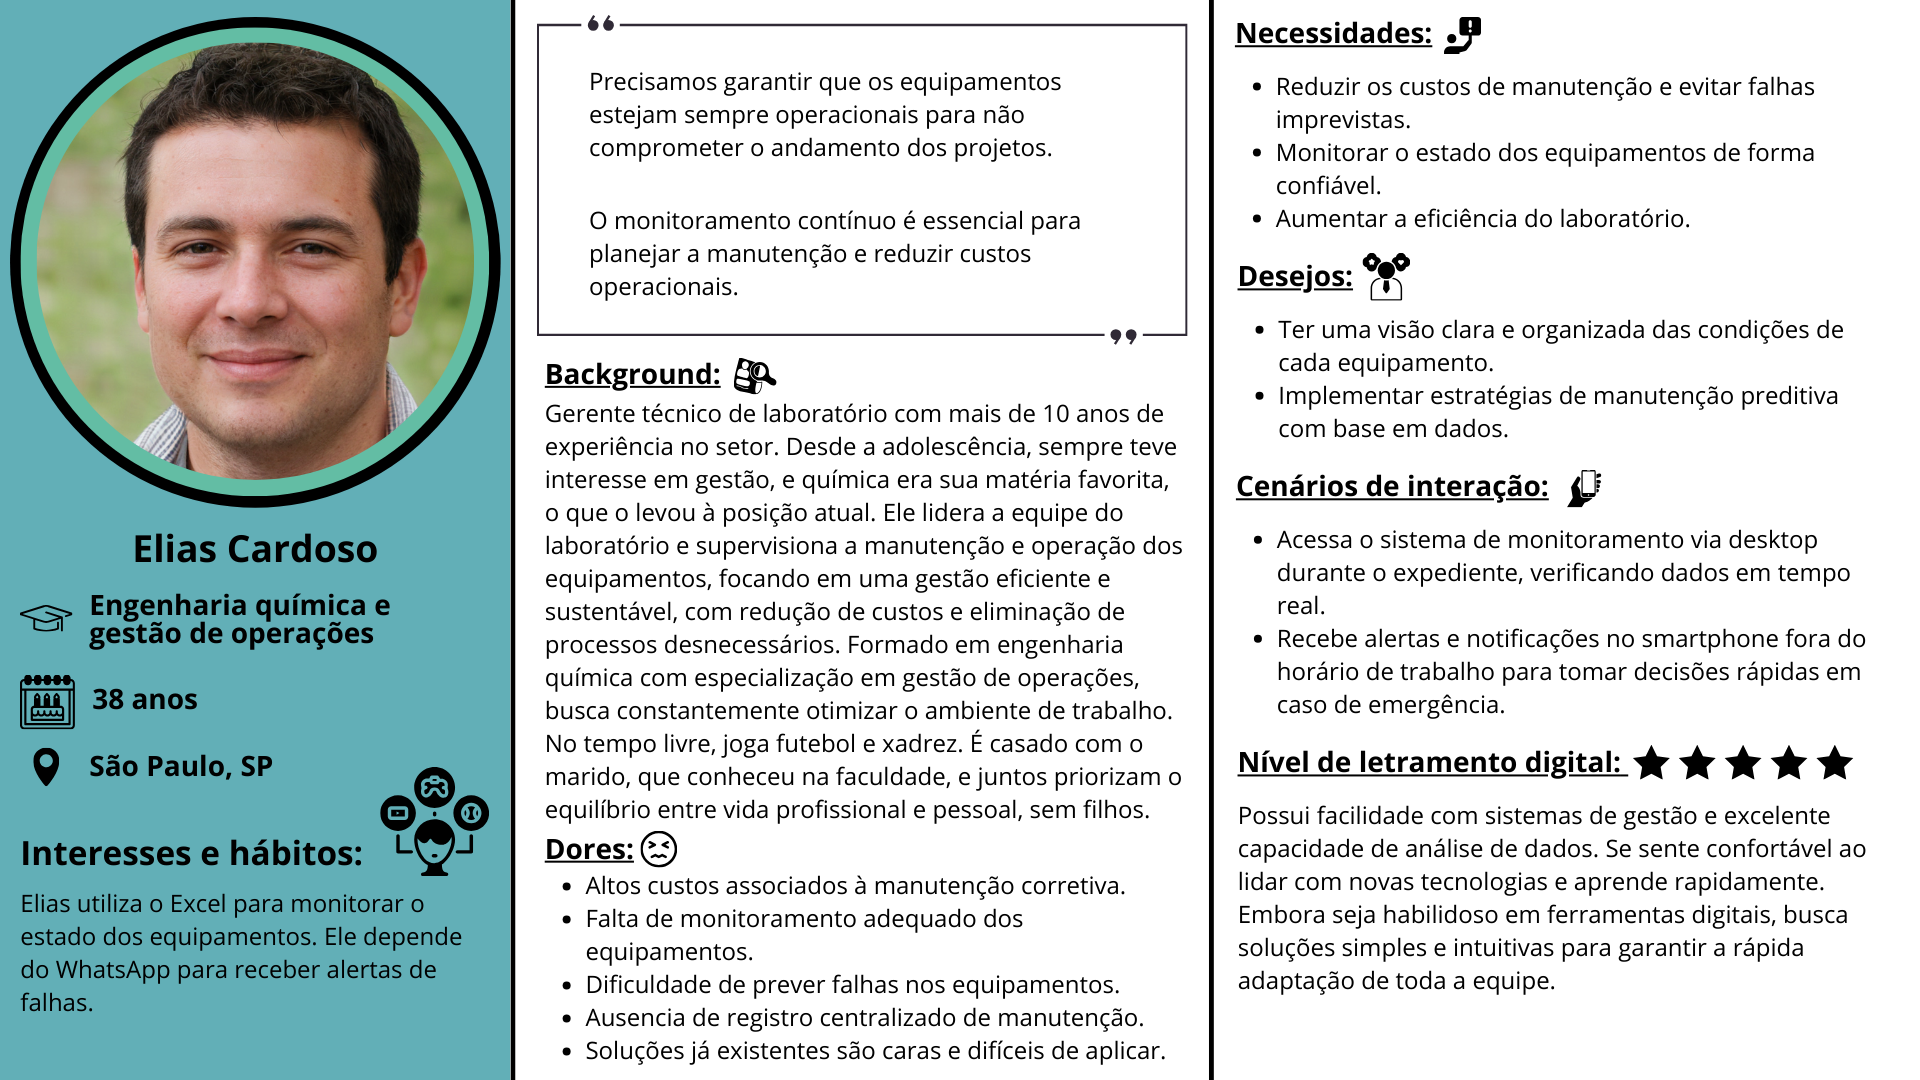 Elias Cardoso
Engenharia química e
gestão de operações
38 anos
São Paulo, SP
Interesses e hábitos:
Elias utiliza o Excel para monitorar o
estado dos equipamentos. Ele depende
do WhatsApp para receber alertas de
falhas.
“
Precisamos garantir que os equipamentos
estejam sempre operacionais para não
comprometer o andamento dos projetos.
O monitoramento contínuo é essencial para
planejar a manutenção e reduzir custos
operacionais.
”
Background:
Gerente técnico de laboratório com mais de 10 anos de
experiência no setor. Desde a adolescência, sempre teve
interesse em gestão, e química era sua matéria favorita,
o que o levou à posição atual. Ele lidera a equipe do
laboratório e supervisiona a manutenção e operação dos
equipamentos, focando em uma gestão eficiente e
sustentável, com redução de custos e eliminação de
processos desnecessários. Formado em engenharia
química com especialização em gestão de operações,
busca constantemente otimizar o ambiente de trabalho.
No tempo livre, joga futebol e xadrez. É casado com o
marido, que conheceu na faculdade, e juntos priorizam o
equilíbrio entre vida profissional e pessoal, sem filhos.
Dores:
• Altos custos associados à manutenção corretiva.
• Falta de monitoramento adequado dos
equipamentos.
• Dificuldade de prever falhas nos equipamentos.
• Ausencia de registro centralizado de manutenção.
• Soluções já existentes são caras e difíceis de aplicar.
Necessidades:
• Reduzir os custos de manutenção e evitar falhas
imprevistas.
• Monitorar o estado dos equipamentos de forma
confiável.
• Aumentar a eficiência do laboratório.
Desejos:
• Ter uma visão clara e organizada das condições de
cada equipamento.
• Implementar estratégias de manutenção preditiva
com base em dados.
Cenários de interação:
• Acessa o sistema de monitoramento via desktop
durante o expediente, verificando dados em tempo
real.
• Recebe alertas e notificações no smartphone fora do
horário de trabalho para tomar decisões rápidas em
caso de emergência.
Nível de letramento digital:
Possui facilidade com sistemas de gestão e excelente
capacidade de análise de dados. Se sente confortável ao
lidar com novas tecnologias e aprende rapidamente.
Embora seja habilidoso em ferramentas digitais, busca
soluções simples e intuitivas para garantir a rápida
adaptação de toda a equipe.